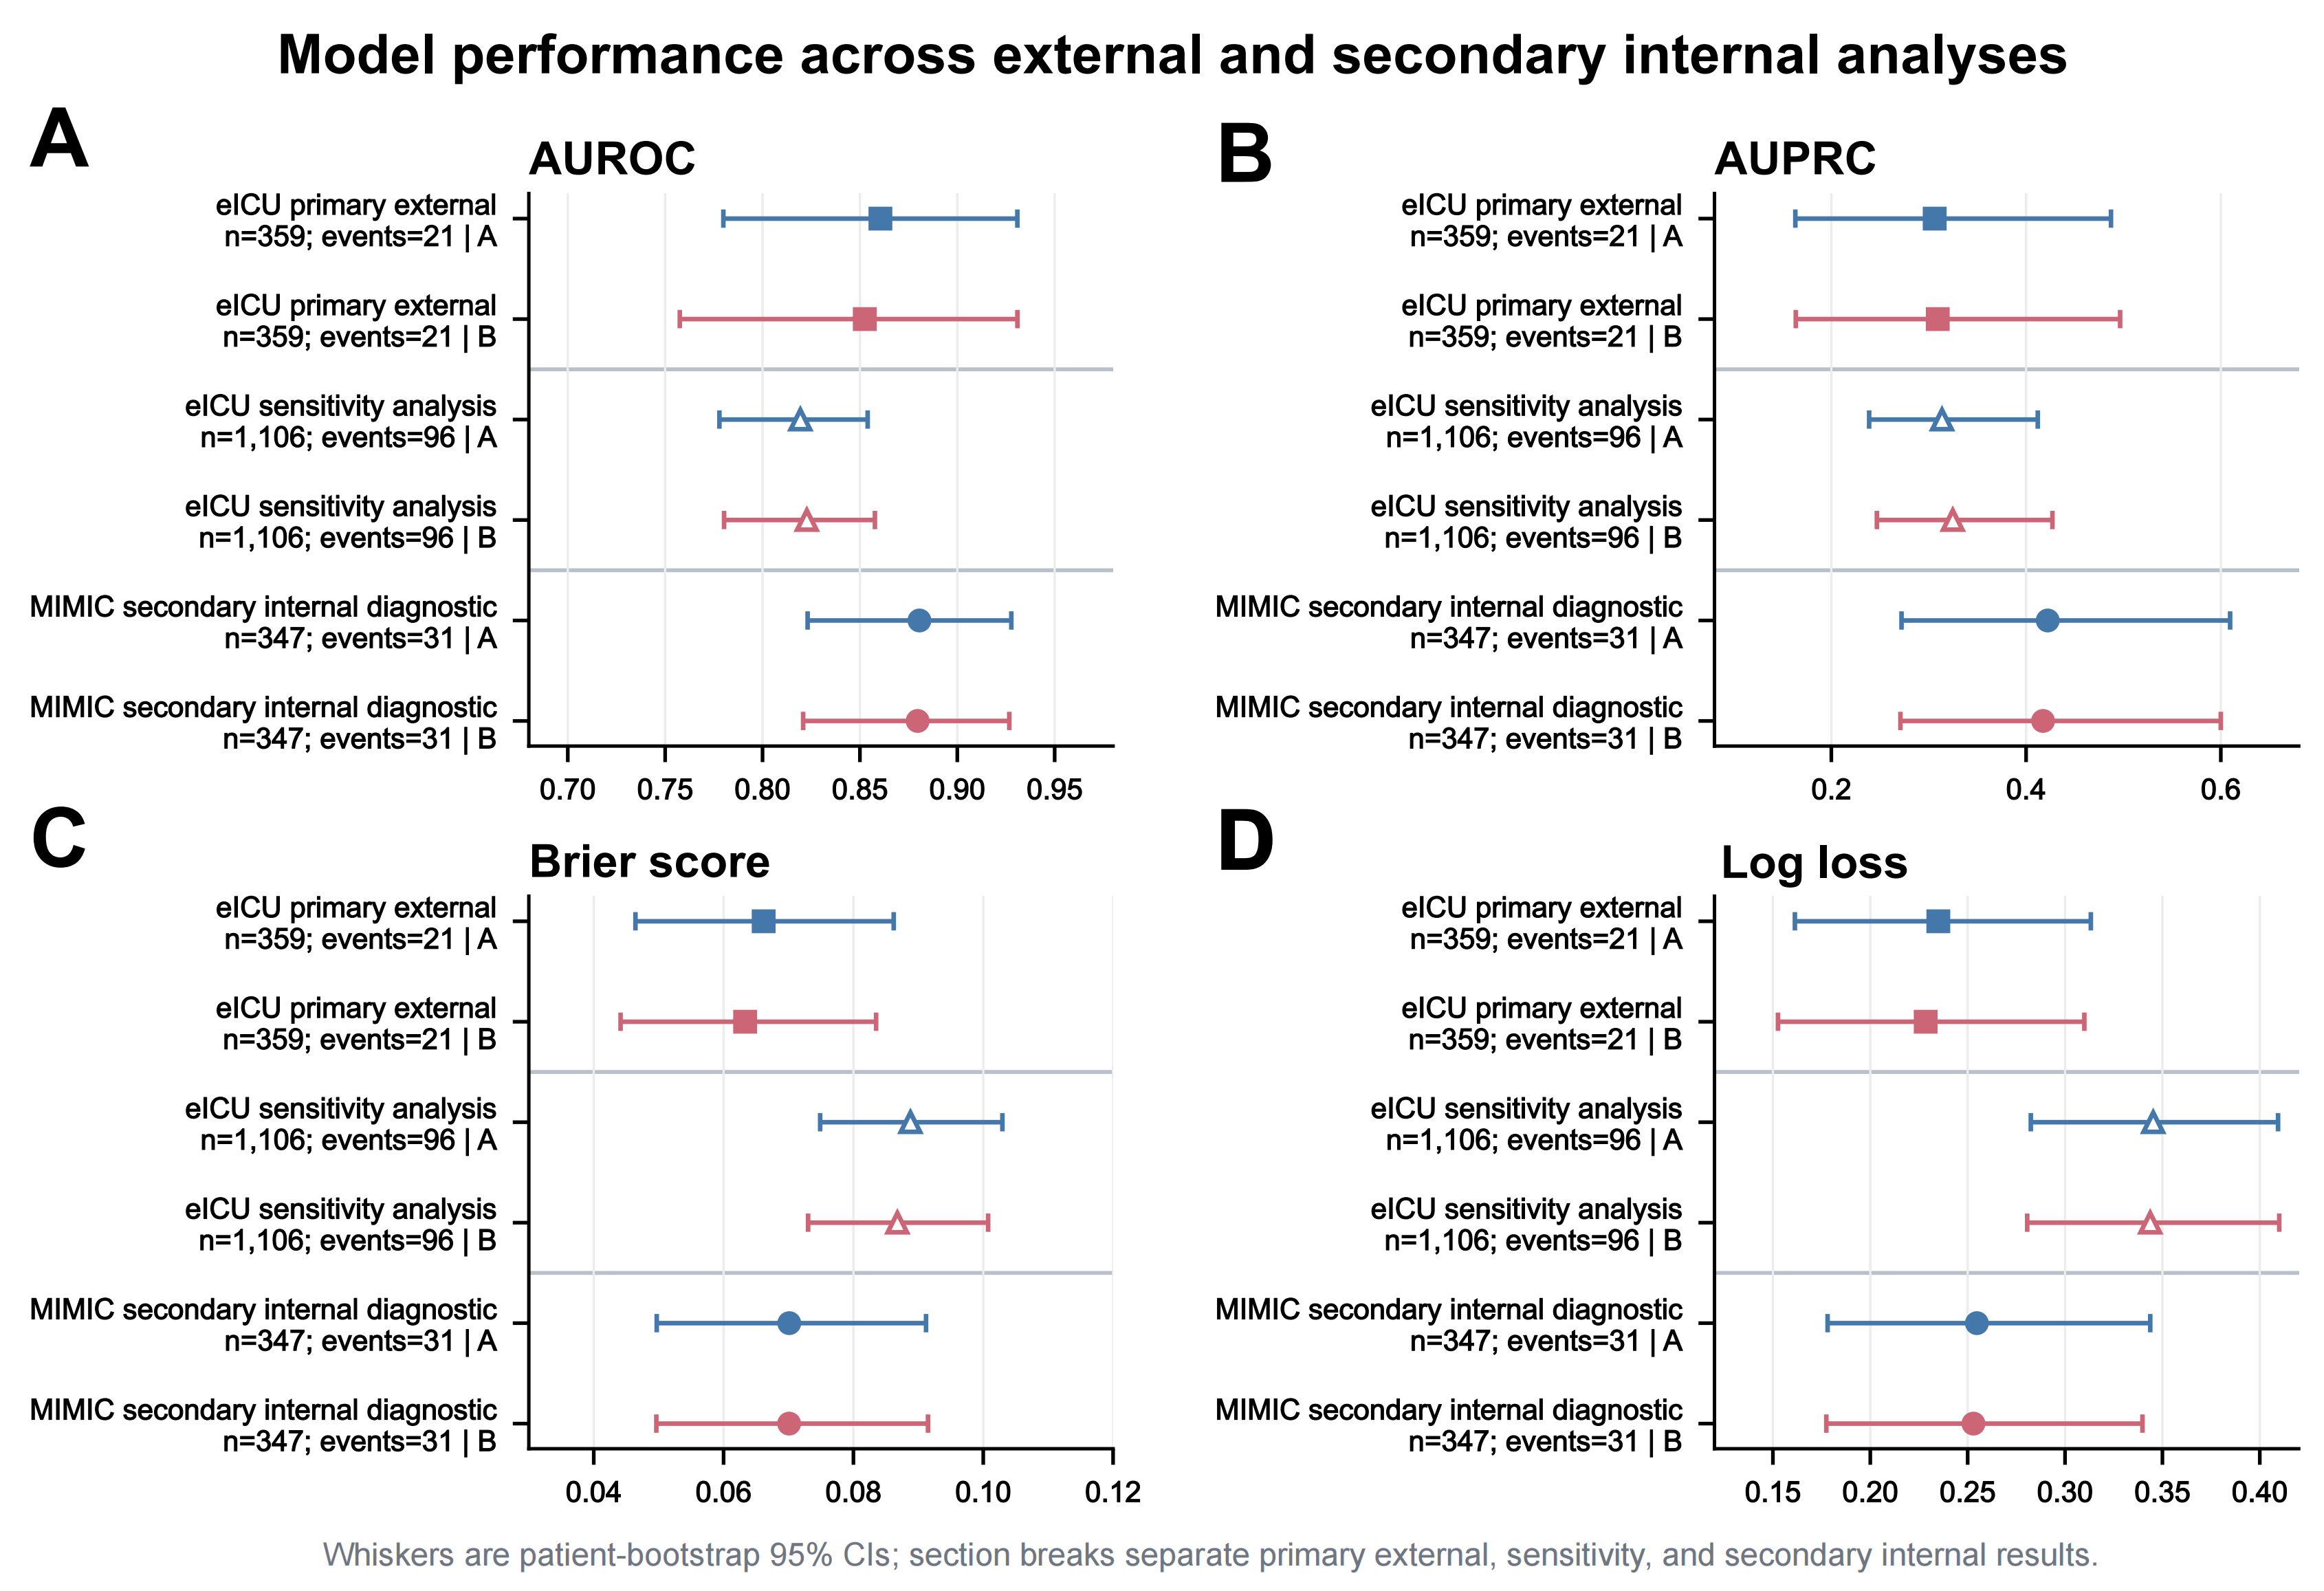 Model performance across external and secondary internal analyses
A
AUROC
eICU primary external
n=359; events=21 | A
eICU primary external
n=359; events=21 | B
eICU sensitivity analysis
n=1,106; events=96 | A
eICU sensitivity analysis
n=1,106; events=96 | B
MIMIC secondary internal diagnostic
n=347; events=31 | A
MIMIC secondary internal diagnostic
n=347; events=31 | B
0.70 0.75 0.80 0.85 0.90 0.95
B
AUPRC
eICU primary external
n=359; events=21 | A
eICU primary external
n=359; events=21 | B
eICU sensitivity analysis
n=1,106; events=96 | A
eICU sensitivity analysis
n=1,106; events=96 | B
MIMIC secondary internal diagnostic
n=347; events=31 | A
MIMIC secondary internal diagnostic
n=347; events=31 | B
0.2 0.4 0.6
C
Brier score
eICU primary external
n=359; events=21 | A
eICU primary external
n=359; events=21 | B
eICU sensitivity analysis
n=1,106; events=96 | A
eICU sensitivity analysis
n=1,106; events=96 | B
MIMIC secondary internal diagnostic
n=347; events=31 | A
MIMIC secondary internal diagnostic
n=347; events=31 | B
0.04 0.06 0.08 0.10 0.12
D
Log loss
eICU primary external
n=359; events=21 | A
eICU primary external
n=359; events=21 | B
eICU sensitivity analysis
n=1,106; events=96 | A
eICU sensitivity analysis
n=1,106; events=96 | B
MIMIC secondary internal diagnostic
n=347; events=31 | A
MIMIC secondary internal diagnostic
n=347; events=31 | B
0.15 0.20 0.25 0.30 0.35 0.40
Whiskers are patient-bootstrap 95% CIs; section breaks separate primary external, sensitivity, and secondary internal results.